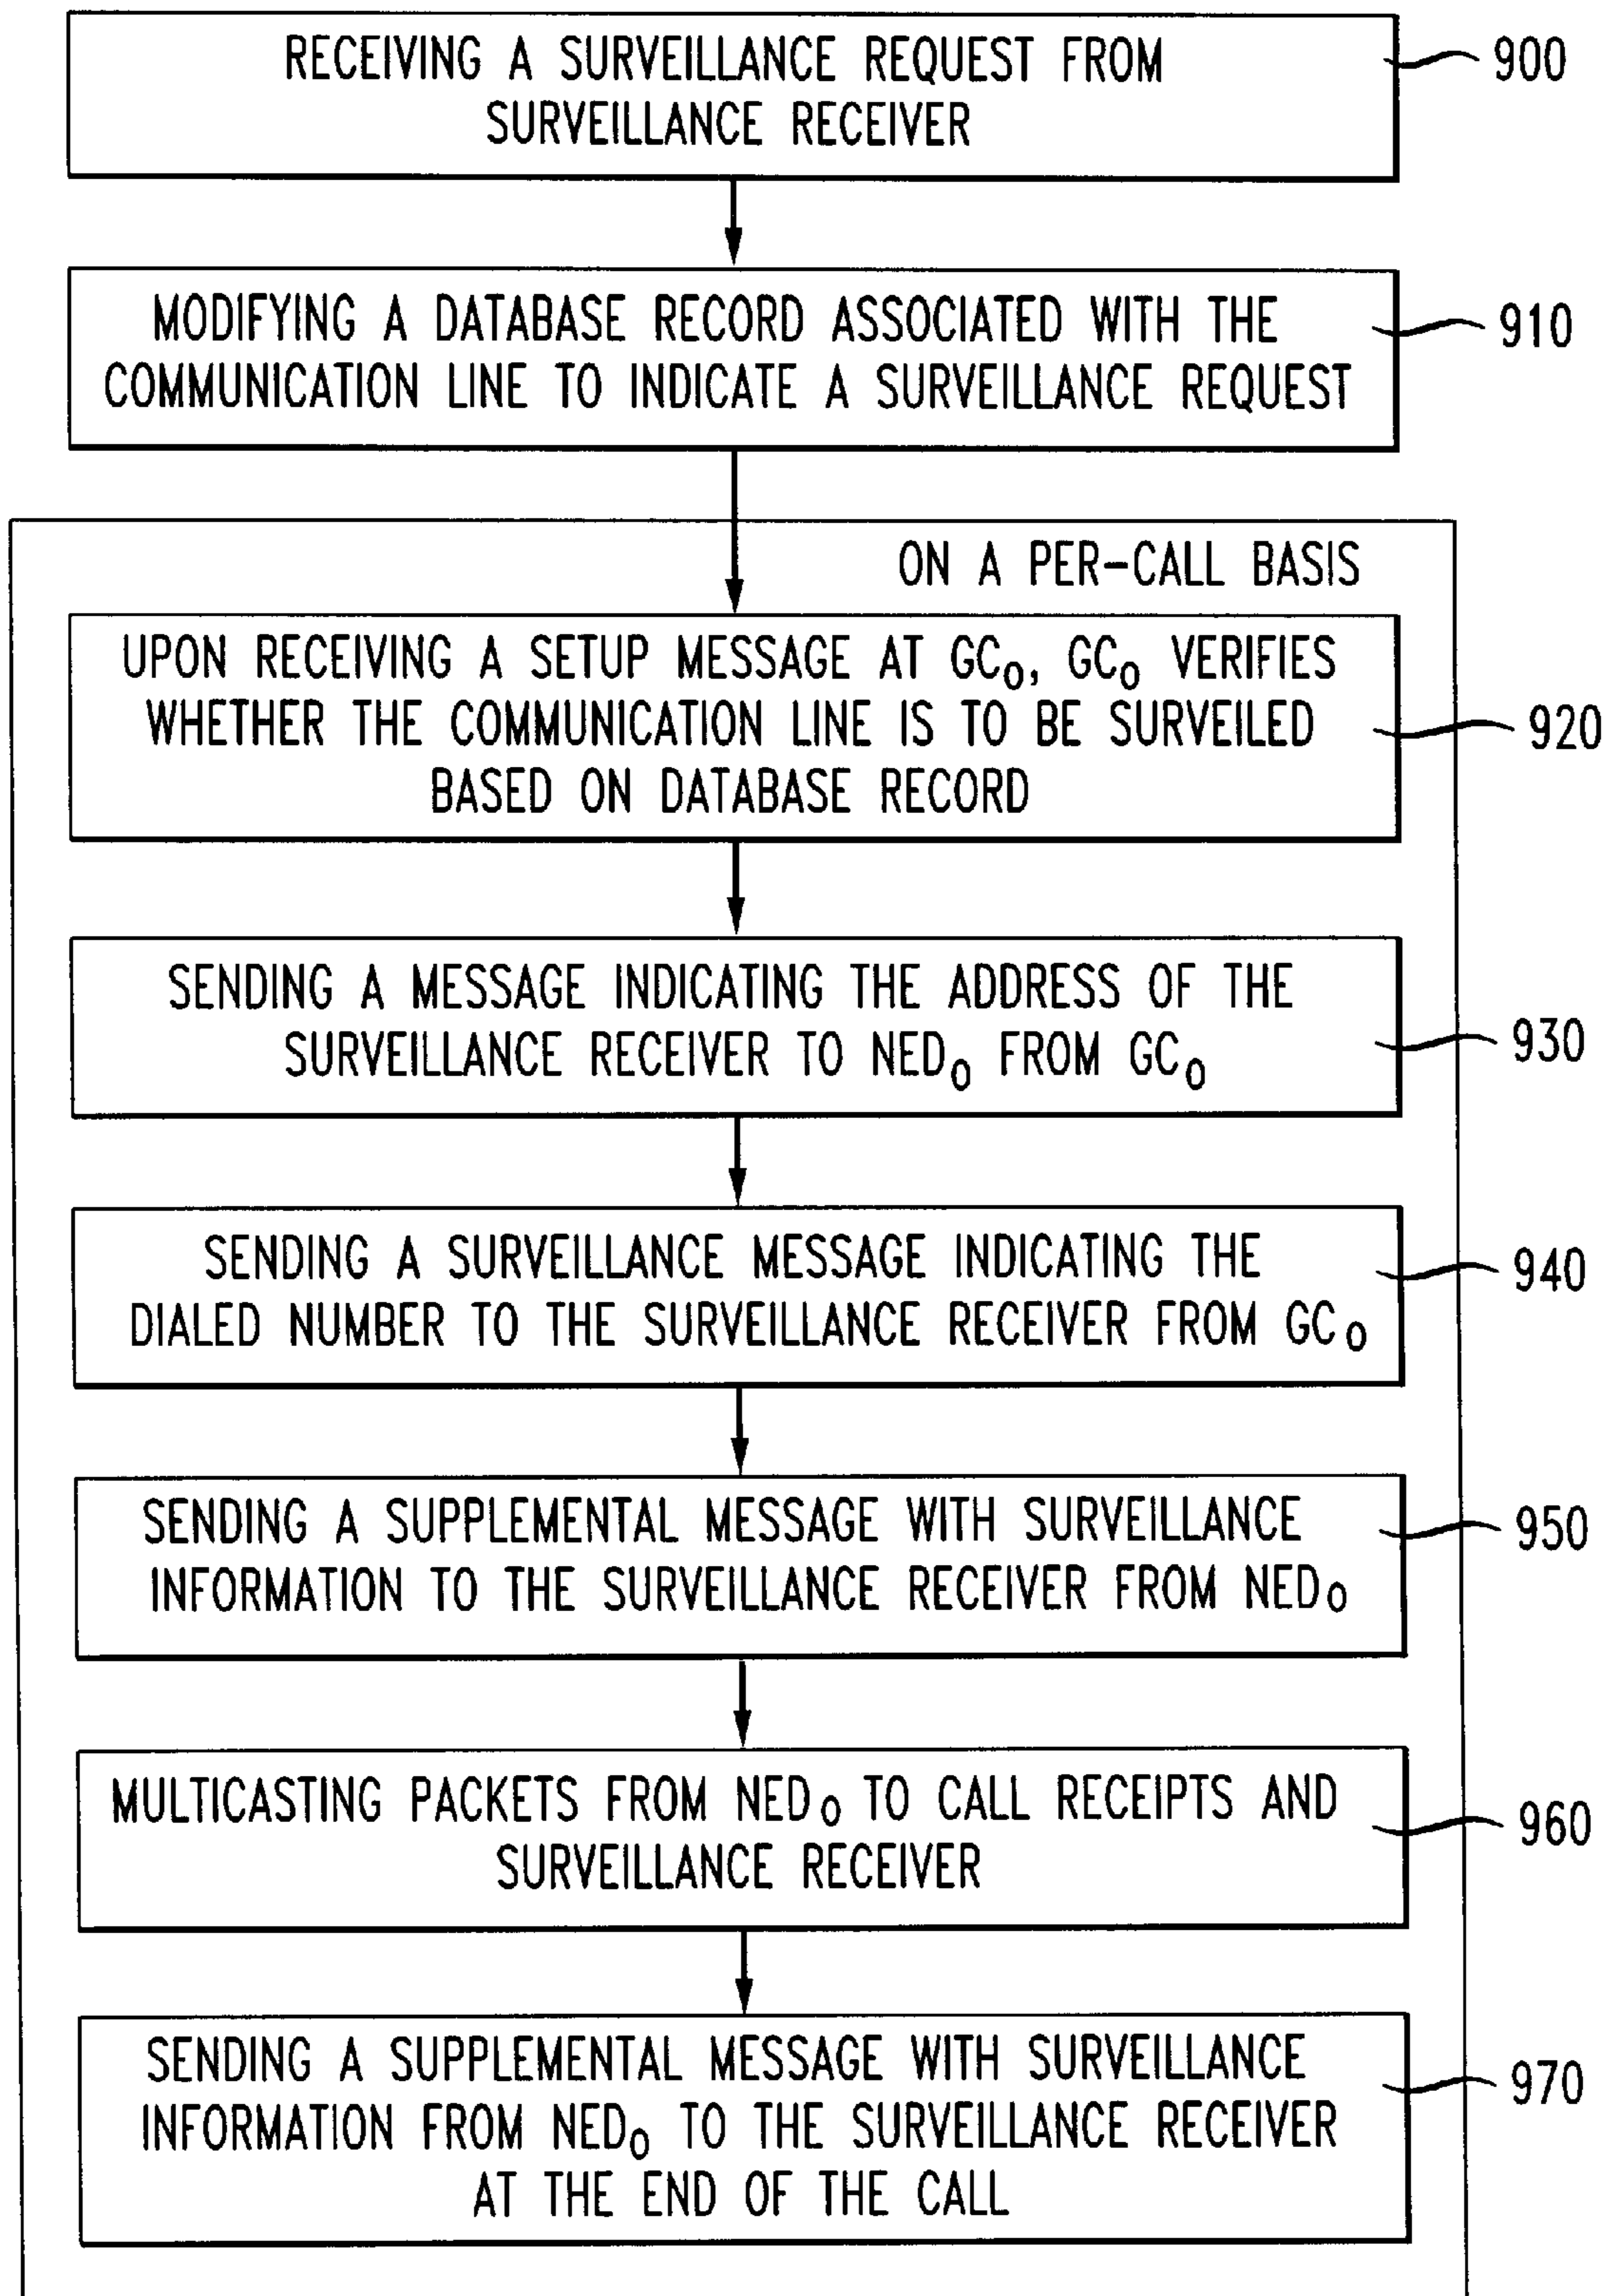 RECEIVING A SURVEILLANCE REQUEST FROM
SURVEILLANCE RECEIVER
900
MODIFYING A DATABASE RECORD ASSOCIATED WITH THE
COMMUNICATION LINE TO INDICATE A SURVEILLANCE REQUEST
910
ON A PER-CALL BASIS
UPON RECEIVING A SETUP MESSAGE AT GC₀, GC₀ VERIFIES
WHETHER THE COMMUNICATION LINE IS TO BE SURVEILED
BASED ON DATABASE RECORD
920
SENDING A MESSAGE INDICATING THE ADDRESS OF THE
SURVEILLANCE RECEIVER TO NED₀ FROM GC₀
930
SENDING A SURVEILLANCE MESSAGE INDICATING THE
DIALED NUMBER TO THE SURVEILLANCE RECEIVER FROM GC₀
940
SENDING A SUPPLEMENTAL MESSAGE WITH SURVEILLANCE
INFORMATION TO THE SURVEILLANCE RECEIVER FROM NED₀
950
MULTICASTING PACKETS FROM NED₀ TO CALL RECEIPTS AND
SURVEILLANCE RECEIVER
960
SENDING A SUPPLEMENTAL MESSAGE WITH SURVEILLANCE
INFORMATION FROM NED₀ TO THE SURVEILLANCE RECEIVER
AT THE END OF THE CALL
970